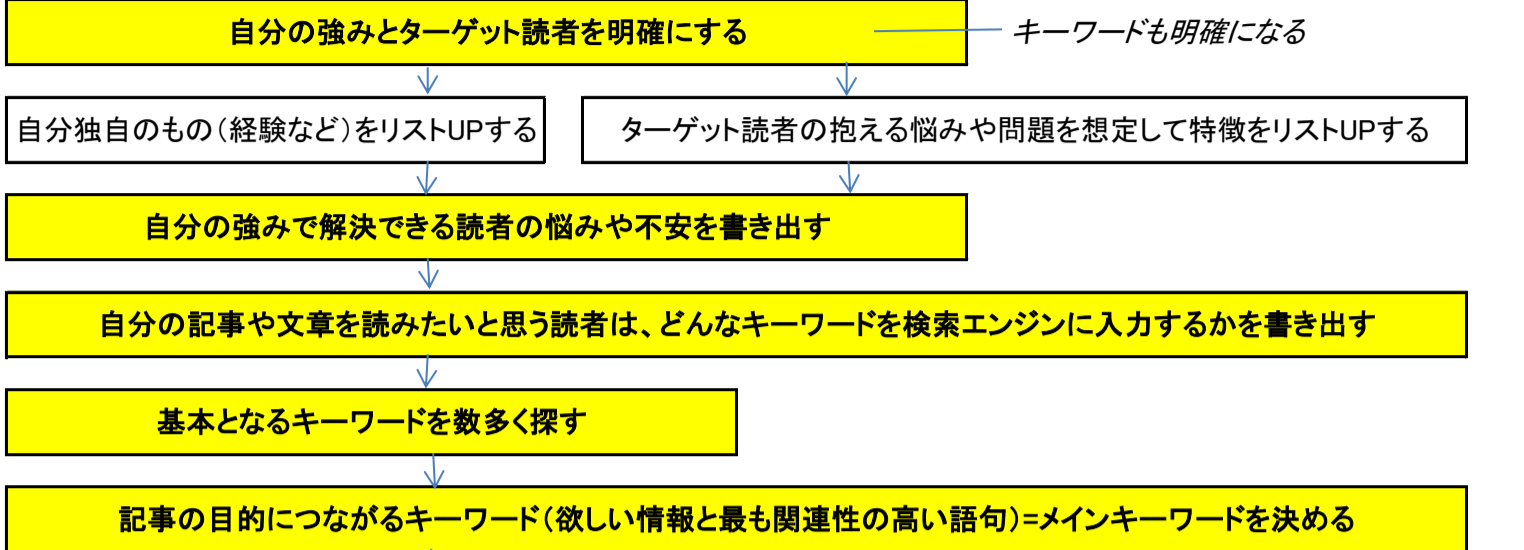 自分の強みとターゲット読者を明確にする
キーワードも明確になる
自分独自のもの（経験など）をリストUPする
ターゲット読者の抱える悩みや問題を想定して特徴をリストUPする
自分の強みで解決できる読者の悩みや不安を書き出す
自分の記事や文章を読みたいと思う読者は、どんなキーワードを検索エンジンに入力するかを書き出す
基本となるキーワードを数多く探す
記事の目的につながるキーワード（欲しい情報と最も関連性の高い語句）=メインキーワードを決める